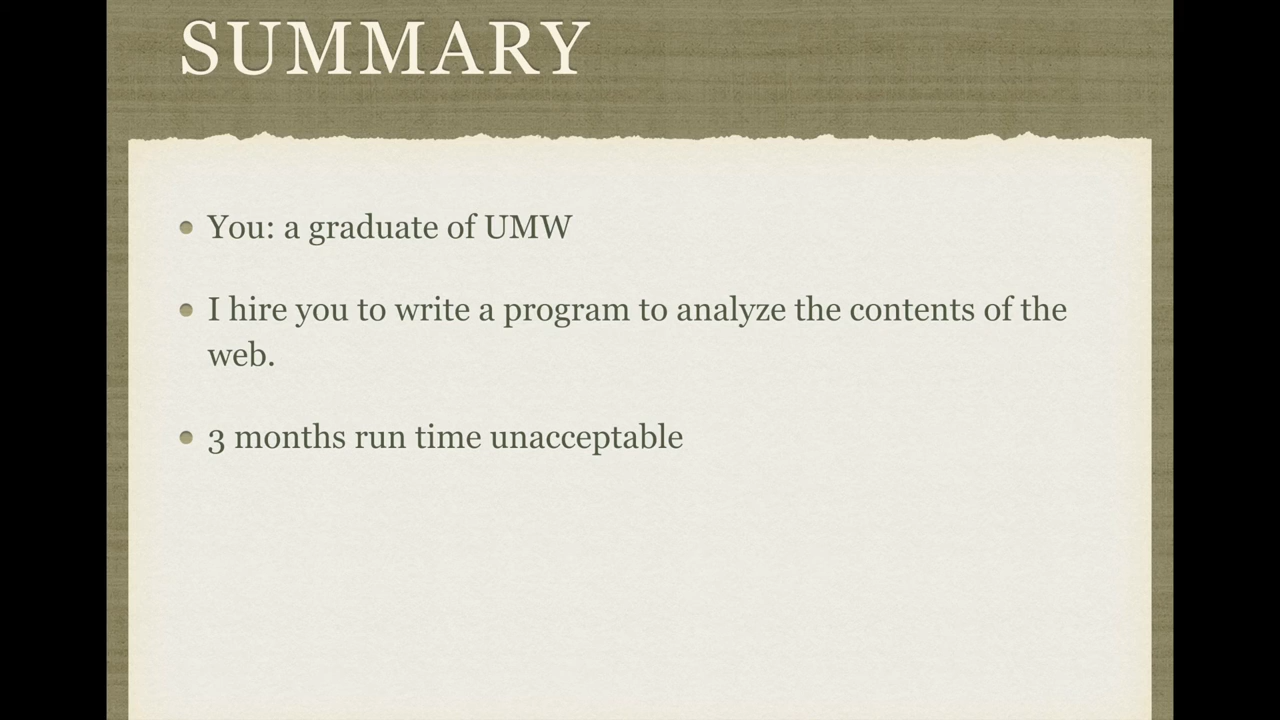 SUMMARY
You: a graduate of UMW
I hire you to write a program to analyze the contents of the
web.
3 months run time unacceptable